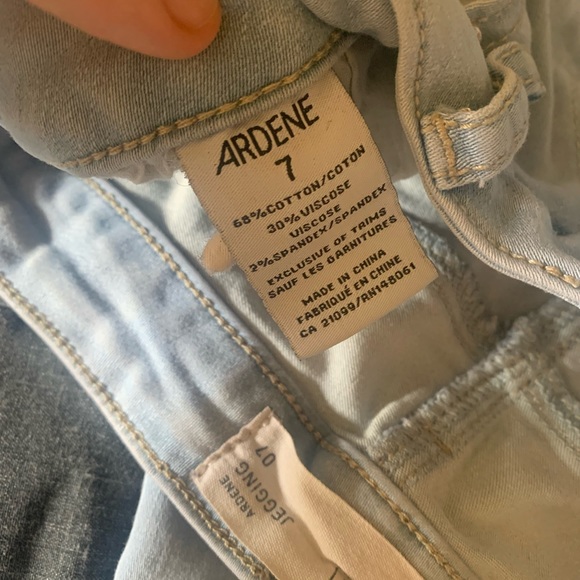 ARDENE
7
68%COTTON/COTON
30%VISCOSE
VISCOSE
2%SPANDEX/SPANDEX
EXCLUSIVE OF TRIMS
SAUF LES GARNITURES
MADE IN CHINA
FABRIQUÉ EN CHINE
CA 21099/RN148061
ARDENE
JEGGING 07